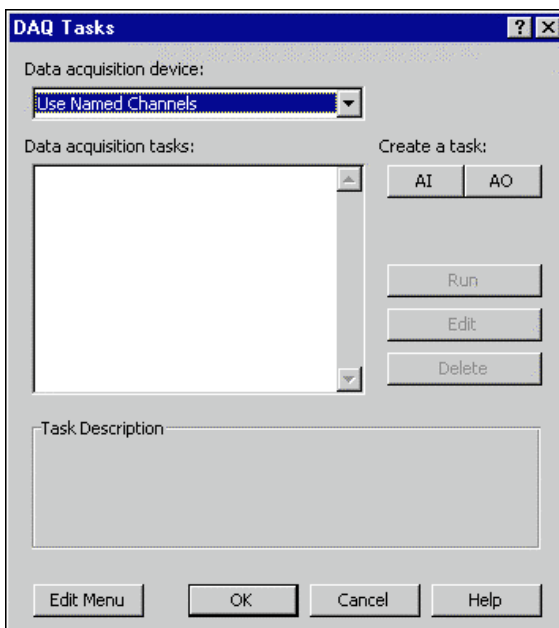 DAQ Tasks
Data acquisition device:
Use Named Channels
Data acquisition tasks:
Create a task:
AI AO
Run
Edit
Delete
Task Description
Edit Menu OK Cancel Help